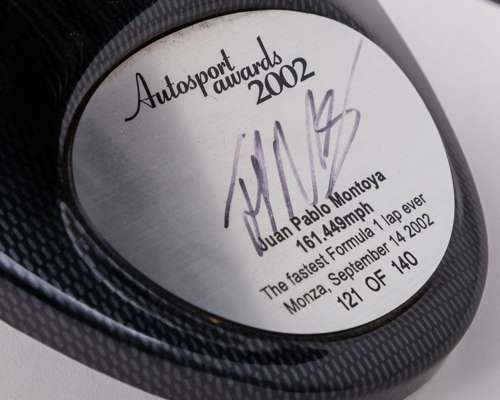 Autosport
awards
2002
Juan Pablo Montoya
161.449mph
The fastest Formula 1 lap ever
Monza, September 14 2002
121 OF 140